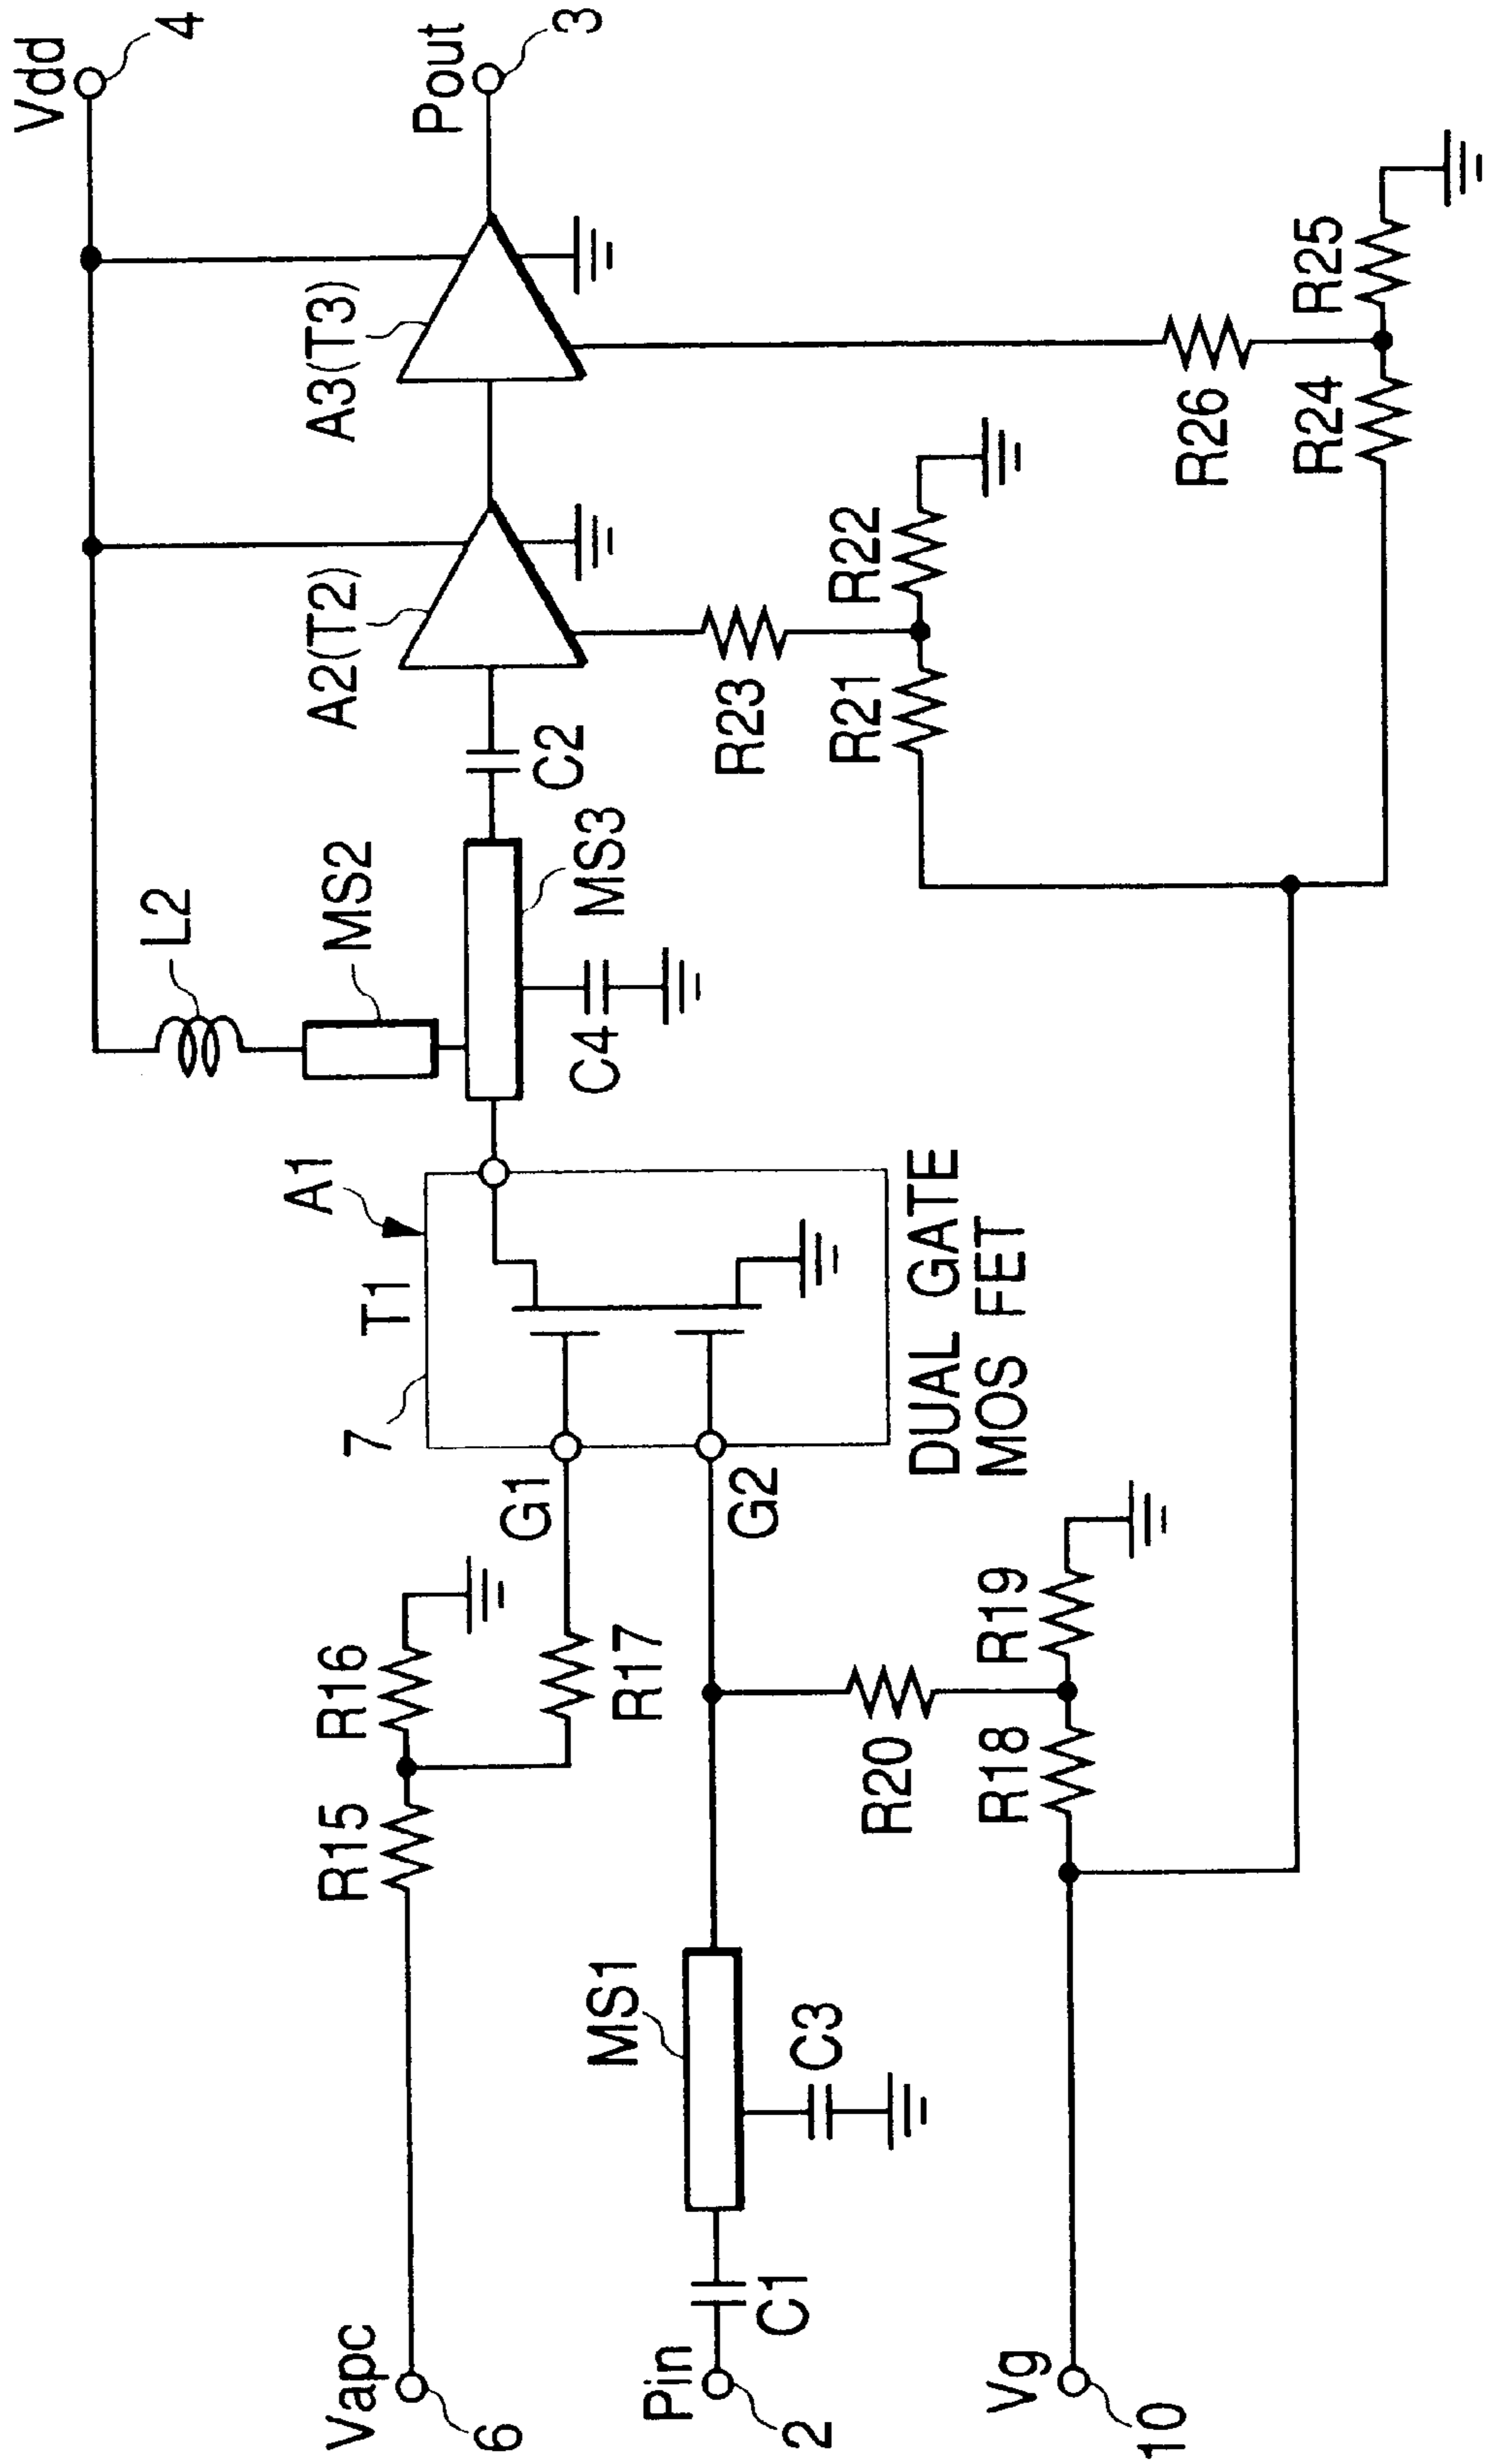 Vdd
4
L2
MS2
A2(T2)
A3(T3)
Pout
3
A1
T1
7
MS3
C4
C2
Vapc
6
R15
R16
R17
G1
G2
DUAL GATE
MOS FET
R23
R21
R22
Pin
2
C1
MS1
C3
R20
R18
R19
R26
R24
R25
Vg
10